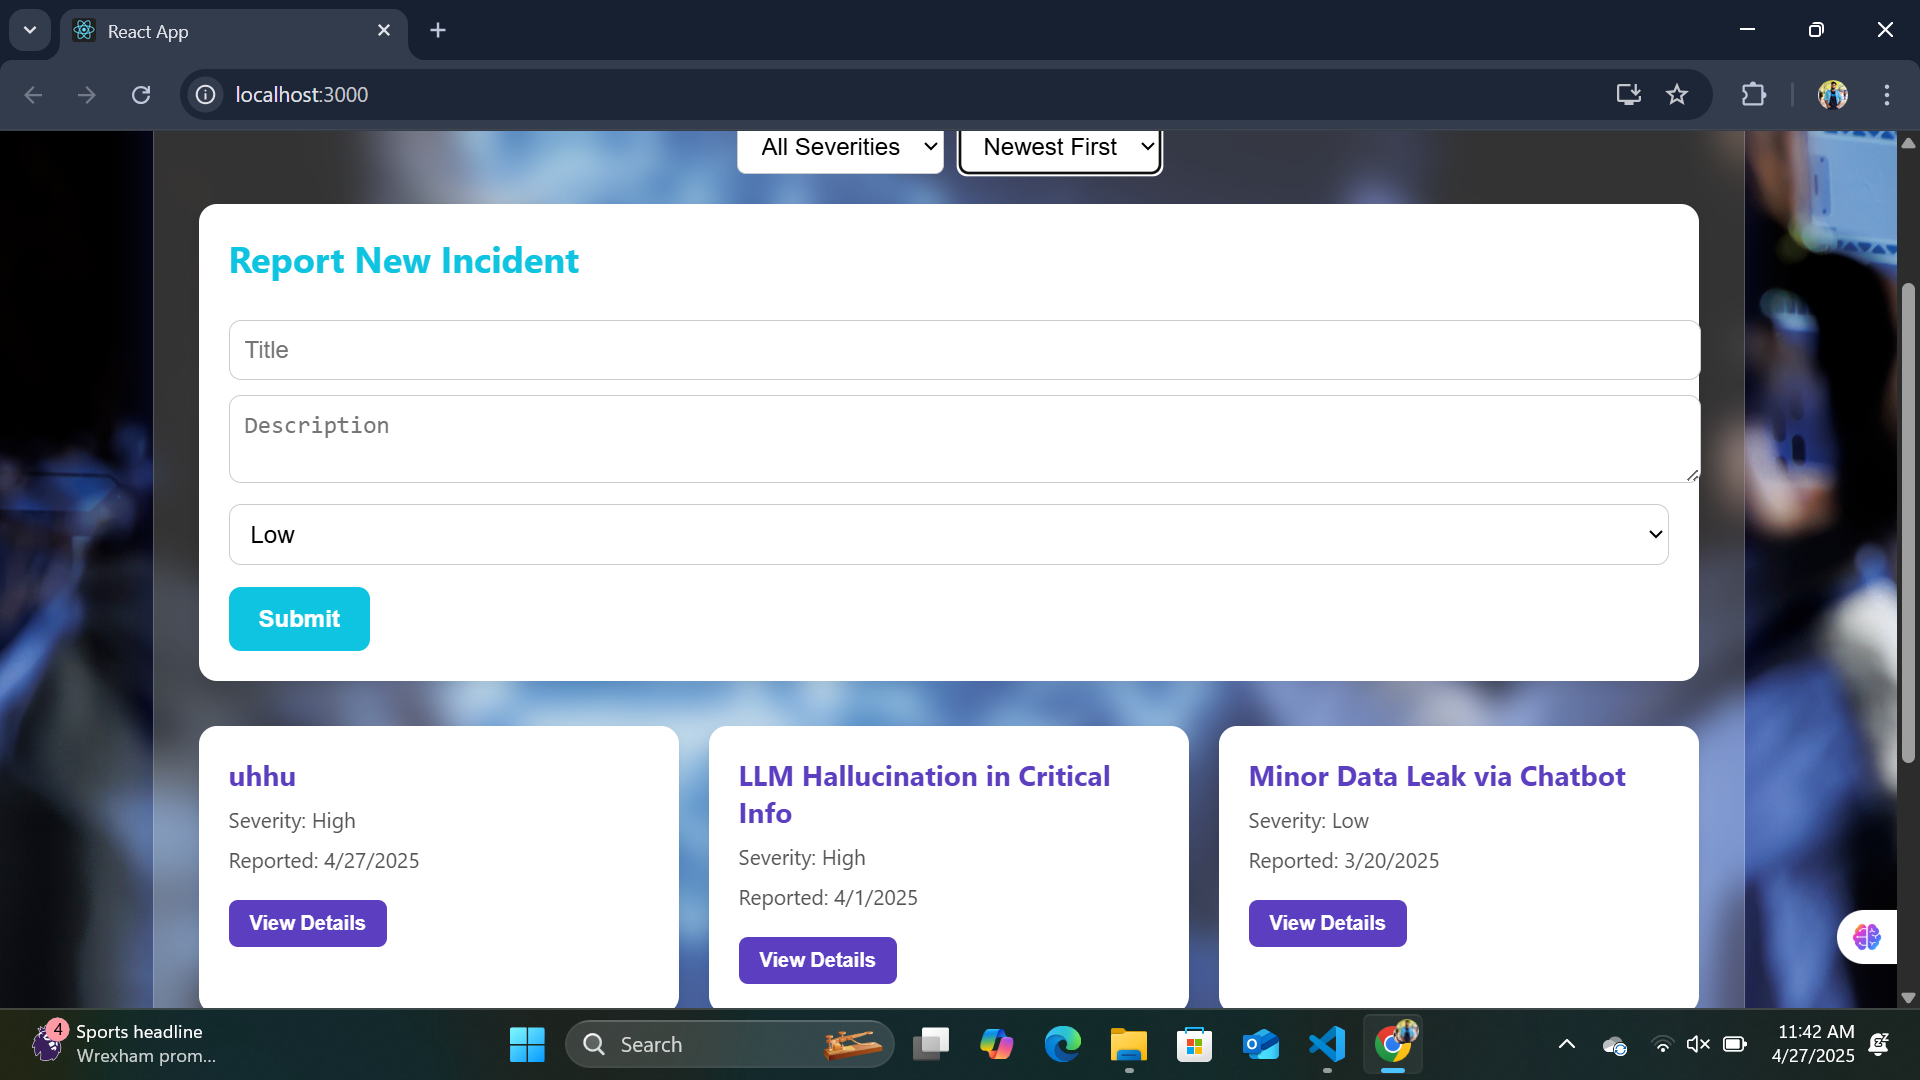 React App
localhost:3000
All Severities
Newest First
Report New Incident
Title
Description
Low
Submit
uhhu
Severity: High
Reported: 4/27/2025
View Details
LLM Hallucination in Critical
Info
Severity: High
Reported: 4/1/2025
View Details
Minor Data Leak via Chatbot
Severity: Low
Reported: 3/20/2025
View Details
4
Sports headline
Wrexham prom...
Search
11:42 AM
4/27/2025